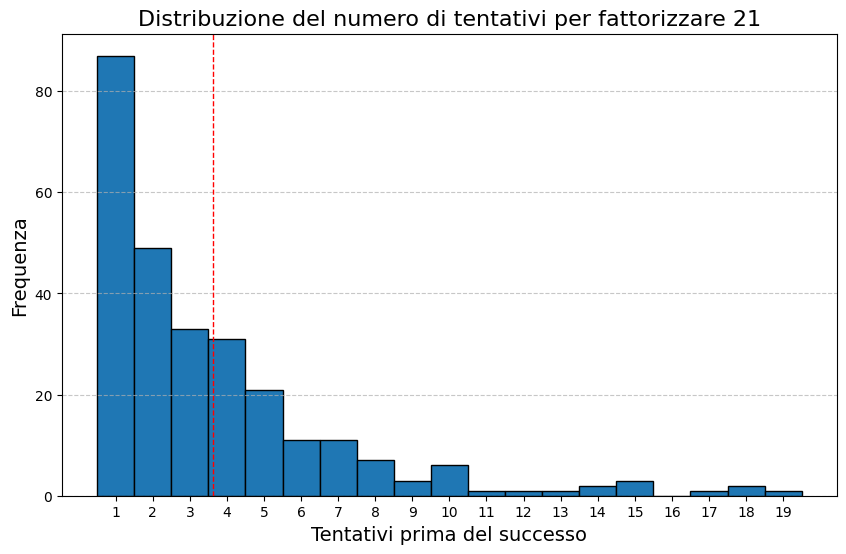 Distribuzione del numero di tentativi per fattorizzare 21
Frequenza
80
60
40
20
0
1 2 3 4 5 6 7 8 9 10 11 12 13 14 15 16 17 18 19
Tentativi prima del successo